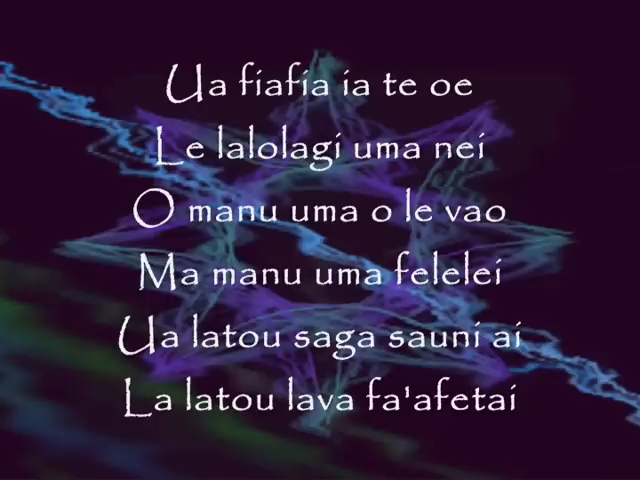 Ua fiafia ia te oe
Le lalolagi uma nei
O manu uma o le vao
Ma manu uma felelei
Ua latou saga sauni ai
La latou lava fa'afetai